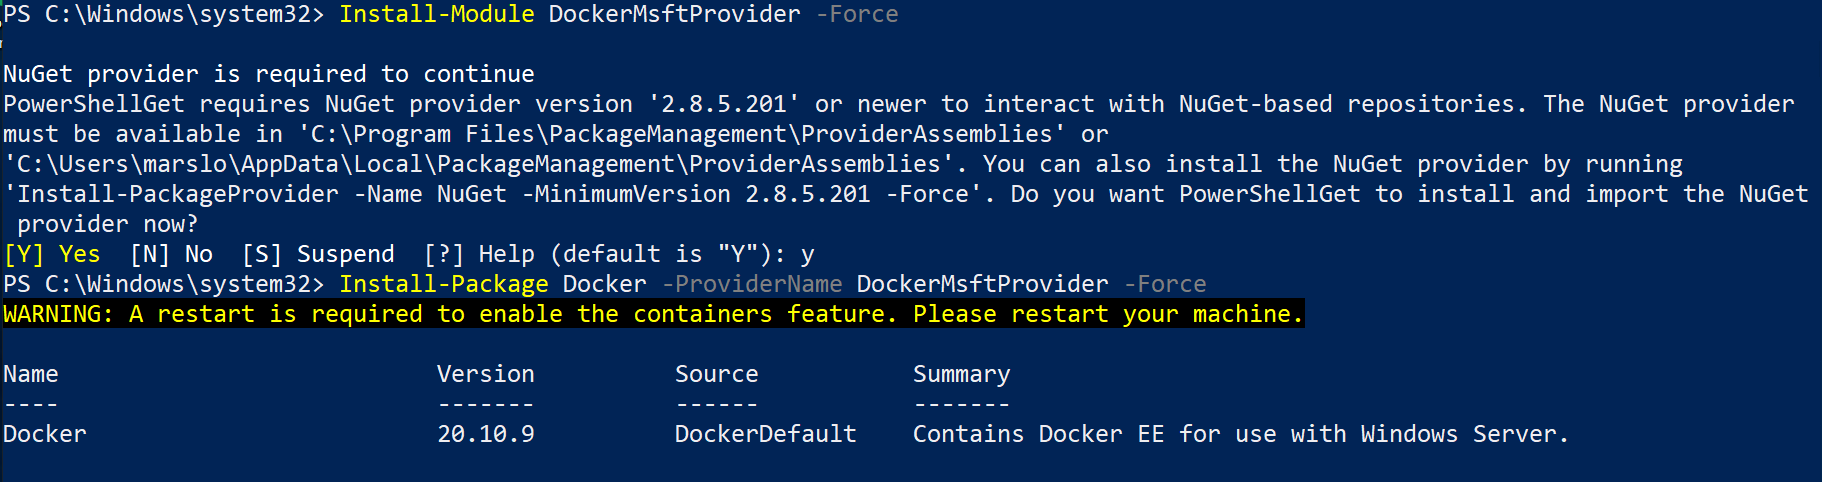 PS C:\Windows\system32> Install-Module DockerMsftProvider -Force
NuGet provider is required to continue
PowerShellGet requires NuGet provider version '2.8.5.201' or newer to interact with NuGet-based repositories. The NuGet provider
must be available in 'C:\Program Files\PackageManagement\ProviderAssemblies' or
'C:\Users\marslo\AppData\Local\PackageManagement\ProviderAssemblies'. You can also install the NuGet provider by running
'Install-PackageProvider -Name NuGet -MinimumVersion 2.8.5.201 -Force'. Do you want PowerShellGet to install and import the NuGet
provider now?
[Y] Yes  [N] No  [S] Suspend  [?] Help (default is "Y"): y
PS C:\Windows\system32> Install-Package Docker -ProviderName DockerMsftProvider -Force
WARNING: A restart is required to enable the containers feature. Please restart your machine.
Name                           Version          Source           Summary
----                           -------          ------           -------
Docker                         20.10.9          DockerDefault    Contains Docker EE for use with Windows Server.